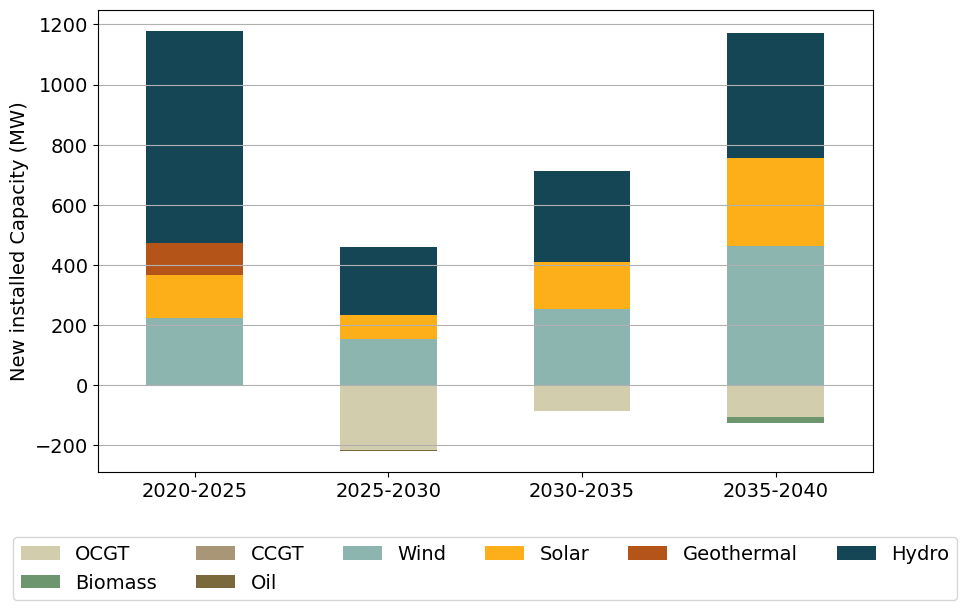 1200
1000
800
600
400
200
0
−200
New installed Capacity (MW)
2020-2025 2025-2030 2030-2035 2035-2040
OCGT CCGT Wind Solar Geothermal Hydro
Biomass Oil